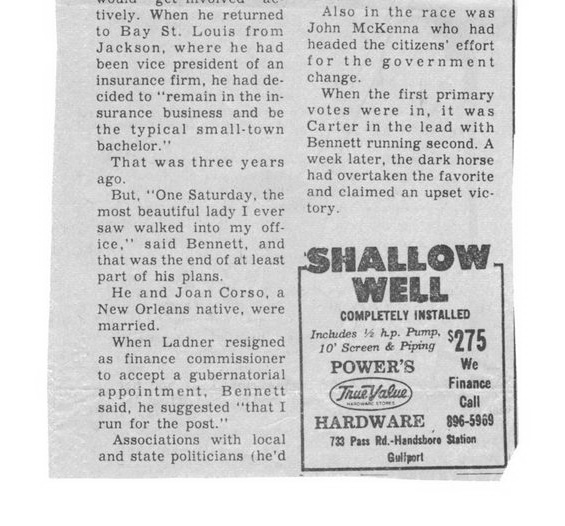 would get involved ac-
tively. When he returned
to Bay St. Louis from
Jackson, where he had
been vice president of an
insurance firm, he had de-
cided to "remain in the in-
surance business and be
the typical small-town
bachelor."
That was three years
ago.
But, "One Saturday, the
most beautiful lady I ever
saw walked into my off-
ice," said Bennett, and
that was the end of at least
part of his plans.
He and Joan Corso, a
New Orleans native, were
married.
When Ladner resigned
as finance commissioner
to accept a gubernatorial
appointment, Bennett
said, he suggested "that I
run for the post."
Associations with local
and state politicians (he'd
Also in the race was
John McKenna who had
headed the citizens' effort
for the government
change.
When the first primary
votes were in, it was
Carter in the lead with
Bennett running second. A
week later, the dark horse
had overtaken the favorite
and claimed an upset vic-
tory.
SHALLOW
WELL
COMPLETELY INSTALLED
Includes ½ h.p. Pump,
10' Screen & Piping
$275
POWER'S
True Value
HARDWARE STORES
HARDWARE
We
Finance
Call
896-5969
733 Pass Rd.-Handsboro Station
Gulfport